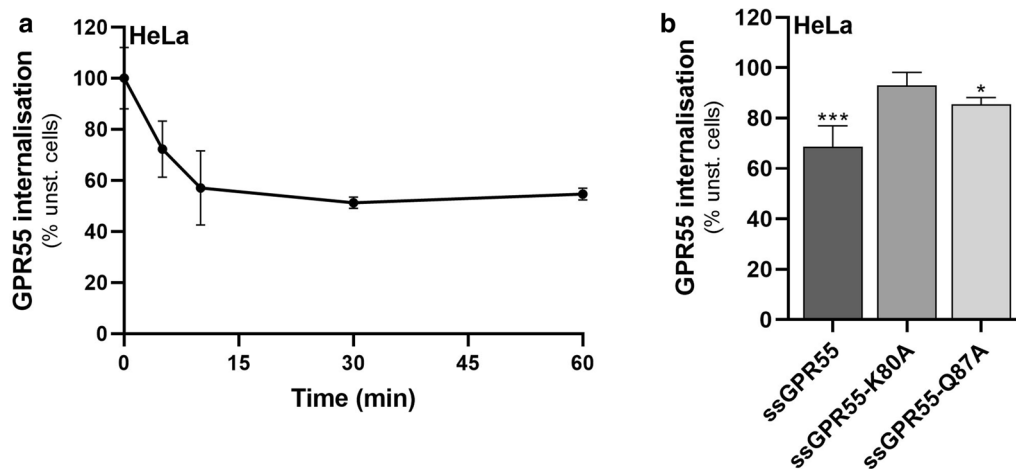 a
HeLa
GPR55 internalisation
(% unst. cells)
120
100
80
60
40
20
0
0 15 30 45 60
Time (min)
b
HeLa
GPR55 internalisation
(% unst. cells)
120
100
80
60
40
20
0
***
*
ssGPR55
ssGPR55-K80A
ssGPR55-Q87A